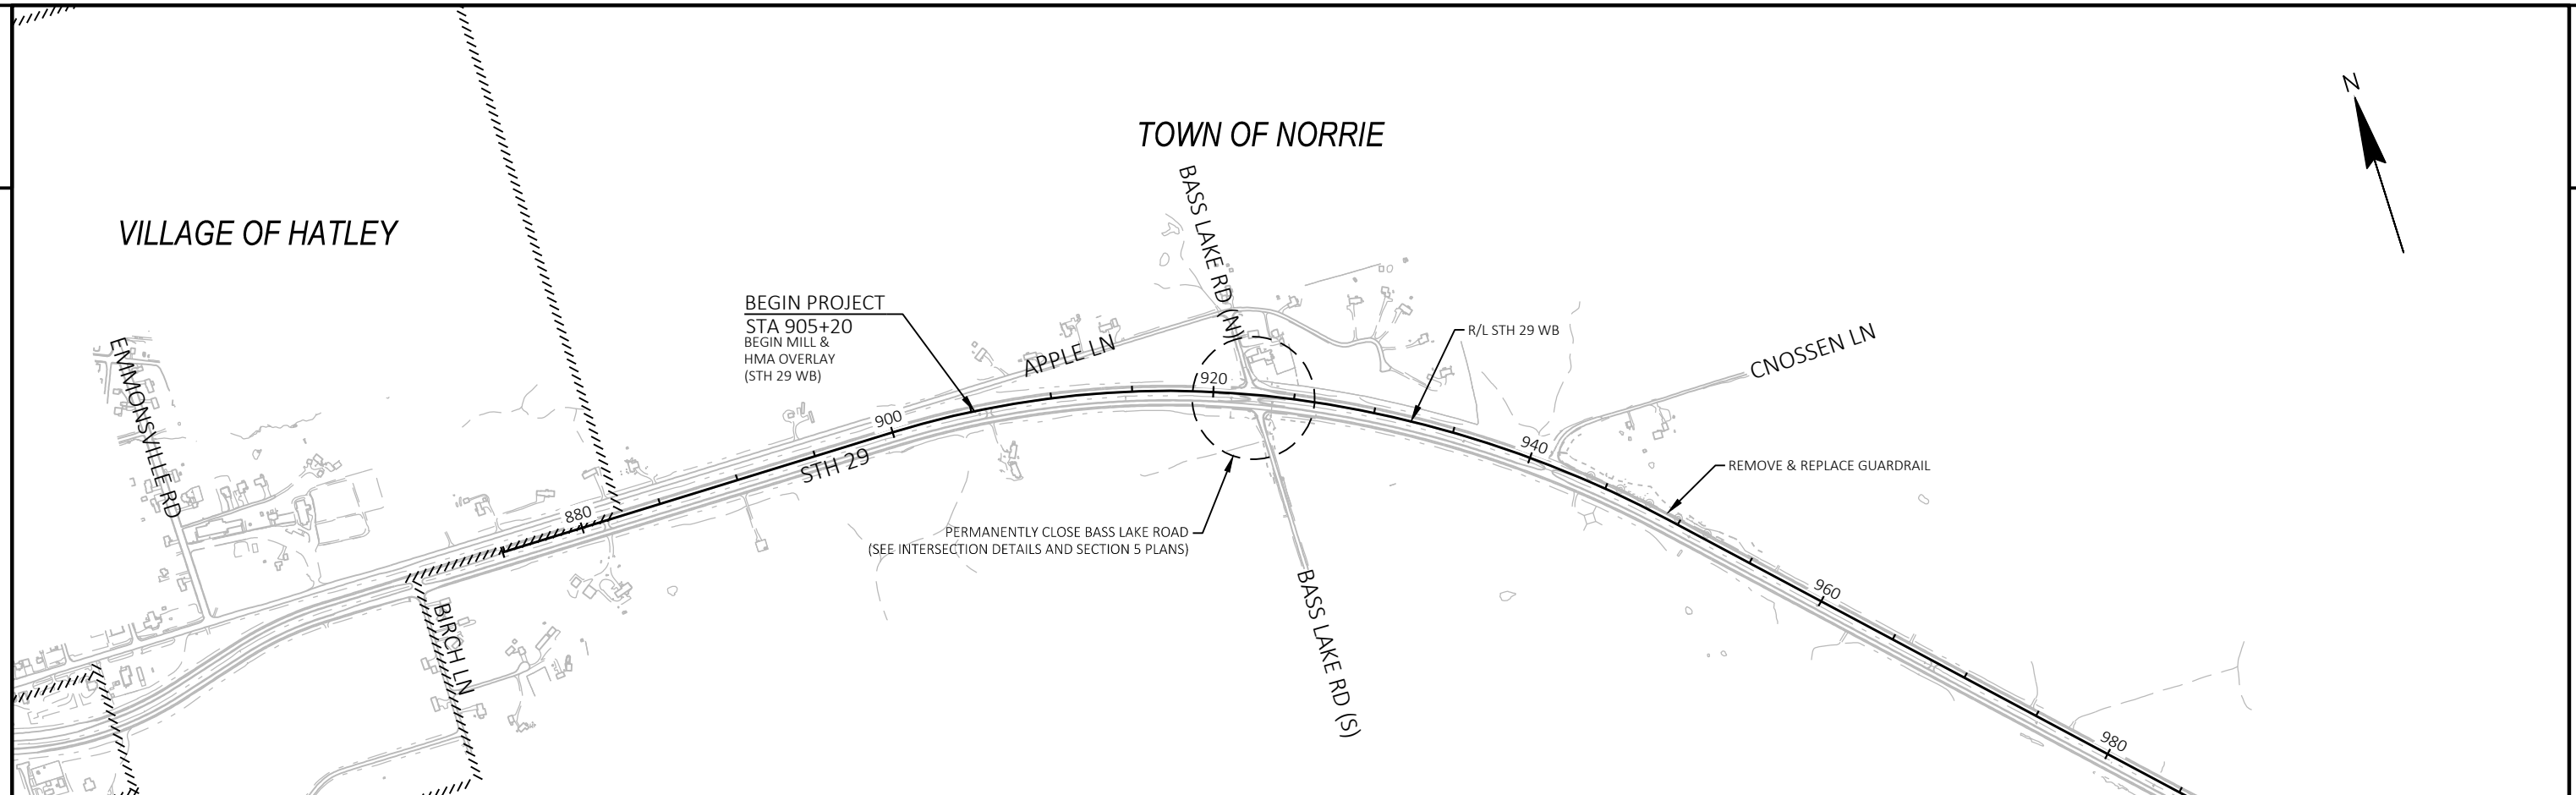 N
TOWN OF NORRIE
VILLAGE OF HATLEY
BASS LAKE RD (N)
BEGIN PROJECT
STA 905+20
BEGIN MILL &
HMA OVERLAY
(STH 29 WB)
EMMONSVILLE RD
APPLE LN
R/L STH 29 WB
CNOSSEN LN
920
900
940
STH 29
REMOVE & REPLACE GUARDRAIL
880
PERMANENTLY CLOSE BASS LAKE ROAD
(SEE INTERSECTION DETAILS AND SECTION 5 PLANS)
BASS LAKE RD (S)
960
BIRCH LN
980